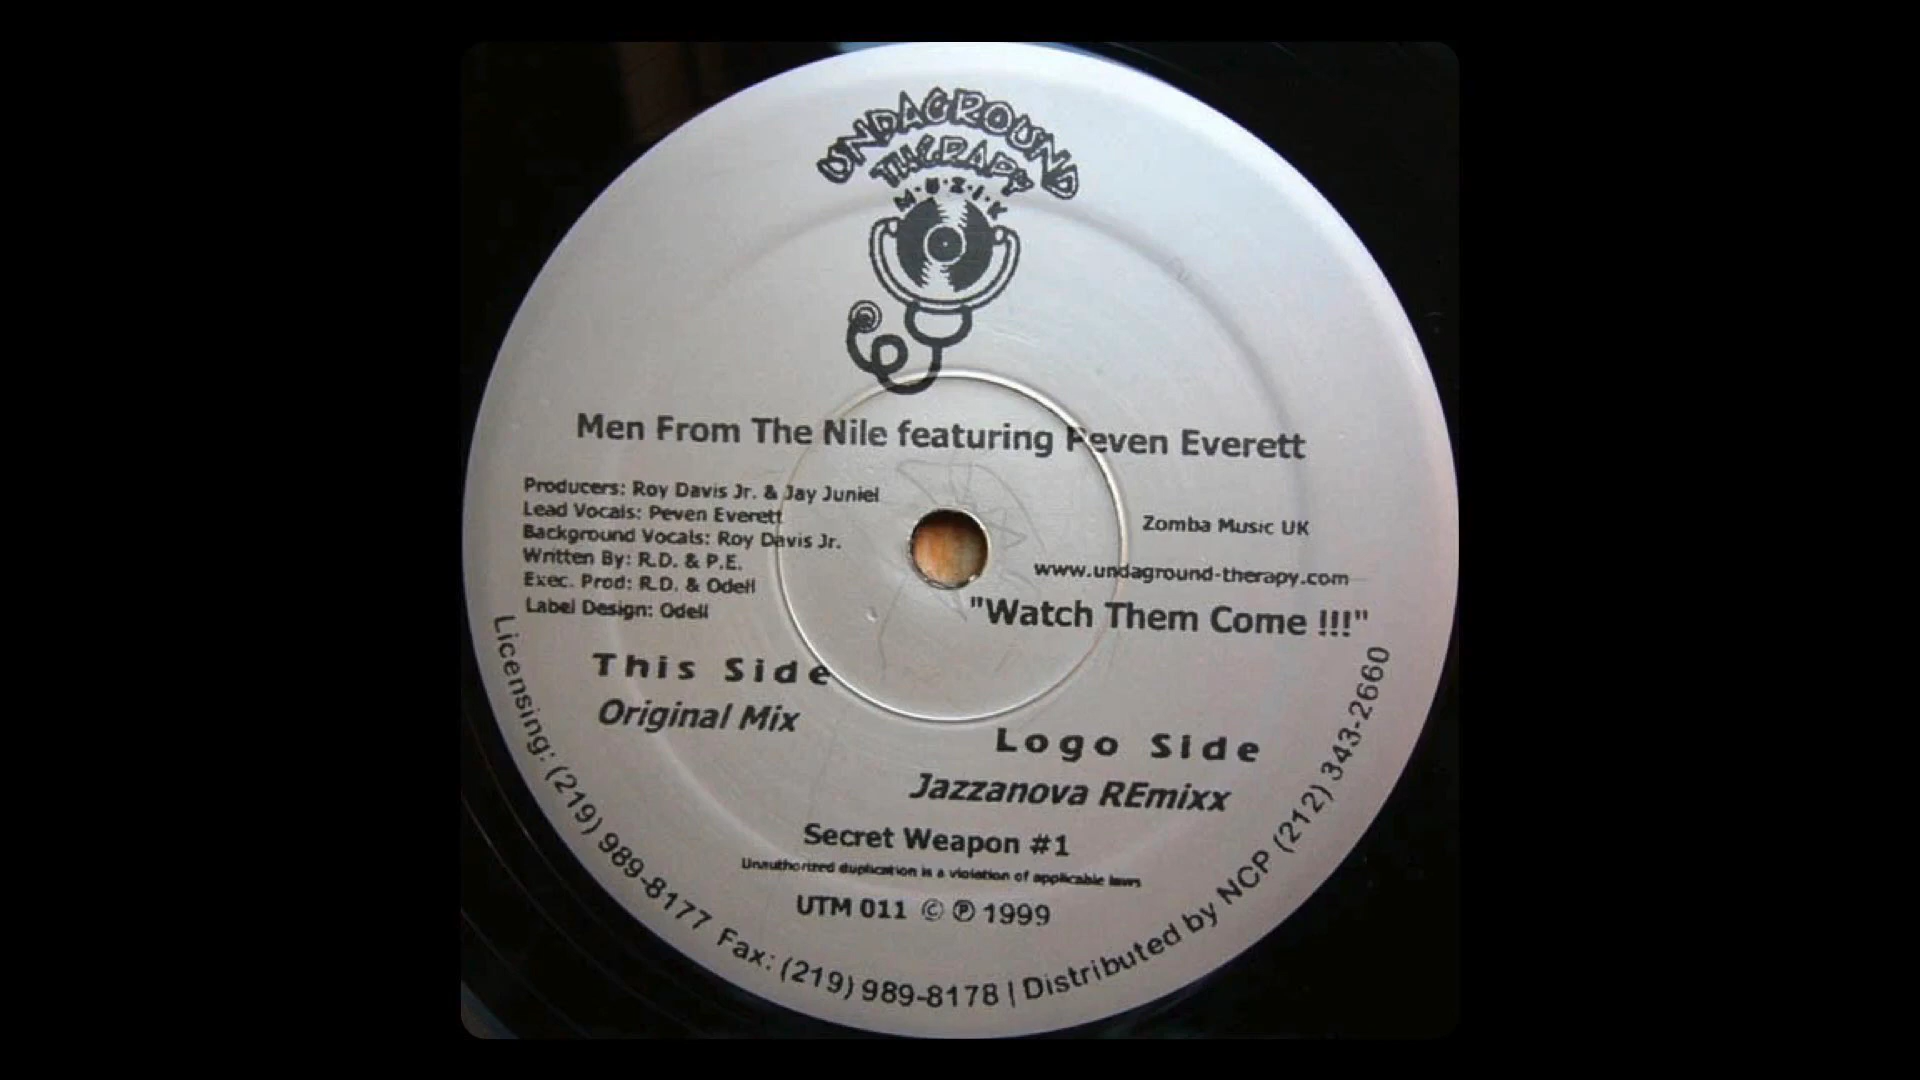 UNDAGROUND
THERAPY
M·U·Z·I·K
Men From The Nile featuring Peven Everett
Producers: Roy Davis Jr. & Jay Juniel
Lead Vocals: Peven Everett
Background Vocals: Roy Davis Jr.
Written By: R.D. & P.E.
Exec. Prod: R.D. & Odell
Label Design: Odell
Zomba Music UK
www.undaground-therapy.com
"Watch Them Come !!!"
This Side
Original Mix
Logo Side
Jazzanova REmixx
Secret Weapon #1
Unauthorized duplication is a violation of applicable laws
UTM 011 © ℗ 1999
Licensing: (219) 989-8177 Fax: (219) 989-8178 | Distributed by NCP (212) 343-2660